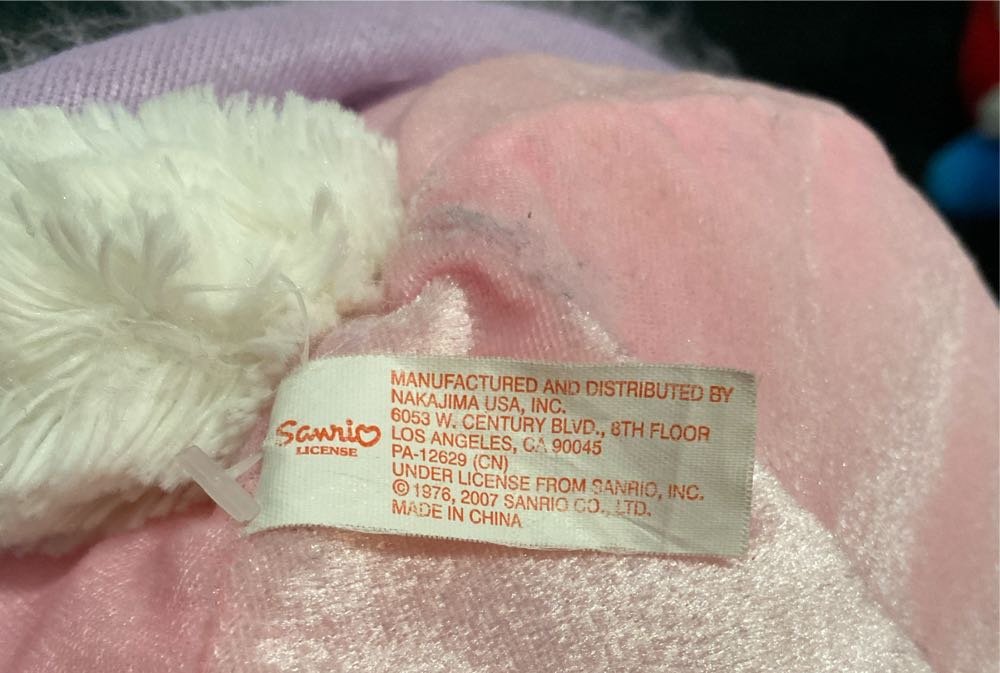 Sanrio
LICENSE
MANUFACTURED AND DISTRIBUTED BY
NAKAJIMA USA, INC.
6053 W. CENTURY BLVD., 8TH FLOOR
LOS ANGELES, CA 90045
PA-12629 (CN)
UNDER LICENSE FROM SANRIO, INC.
© 1976, 2007 SANRIO CO., LTD.
MADE IN CHINA